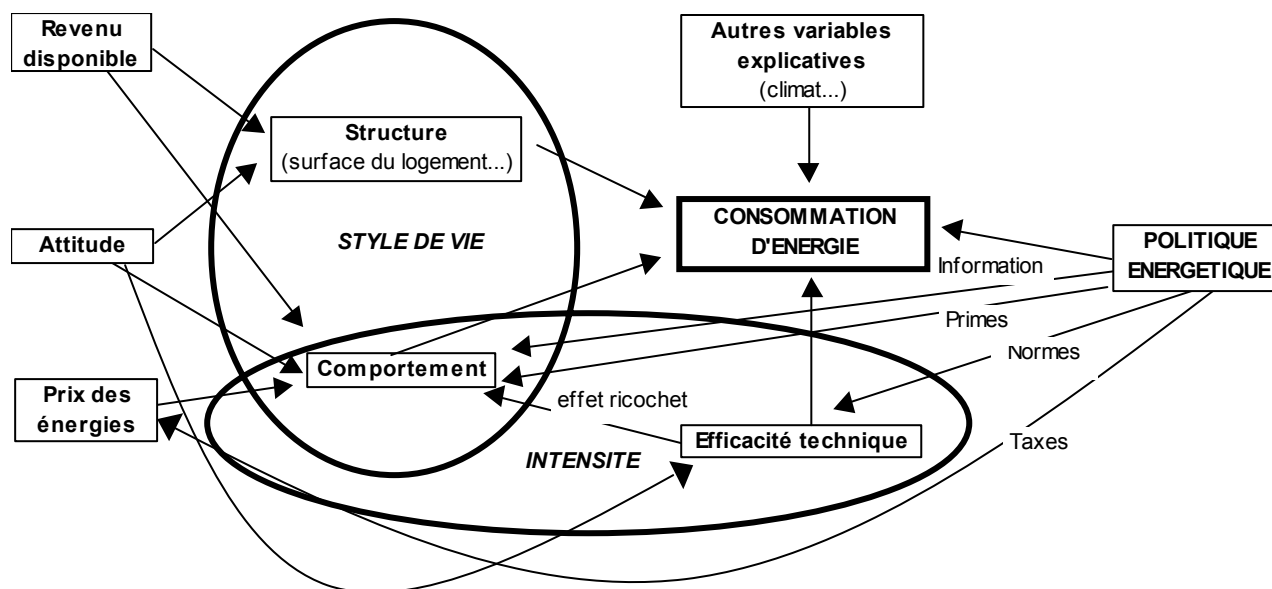 Revenu
disponible
Autres variables
explicatives
(climat...)
Structure
(surface du logement...)
Attitude
STYLE DE VIE
CONSOMMATION
D'ENERGIE
POLITIQUE
ENERGETIQUE
Information
Primes
Normes
Comportement
Prix des
énergies
effet ricochet
Efficacité technique
Taxes
INTENSITE